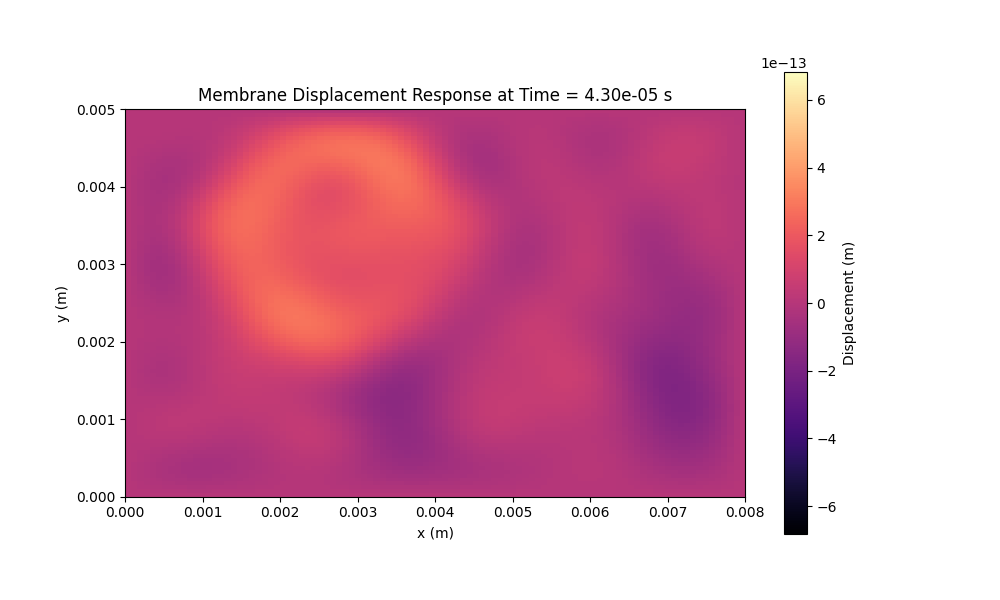 1e−13
Membrane Displacement Response at Time = 4.30e-05 s
0.005
0.004
0.003
0.002
0.001
0.000
y (m)
0.000 0.001 0.002 0.003 0.004 0.005 0.006 0.007 0.008
x (m)
6
4
2
0
−2
−4
−6
Displacement (m)